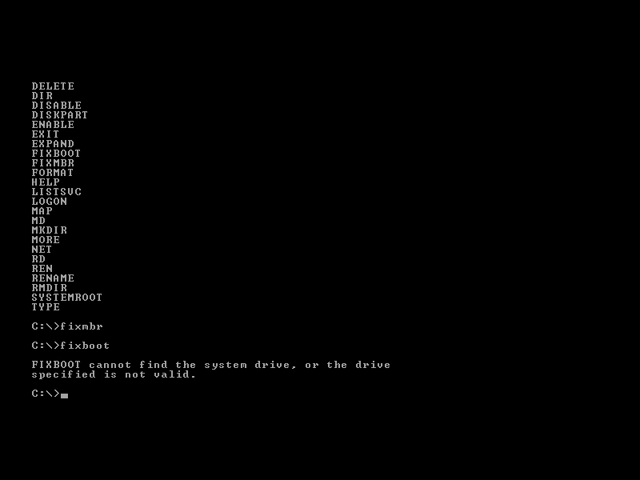 DELETE
DIR
DISABLE
DISKPART
ENABLE
EXIT
EXPAND
FIXBOOT
FIXMBR
FORMAT
HELP
LISTSVC
LOGON
MAP
MD
MKDIR
MORE
NET
RD
REN
RENAME
RMDIR
SYSTEMROOT
TYPE
C:\>fixmbr
C:\>fixboot
FIXBOOT cannot find the system drive, or the drive
specified is not valid.
C:\>